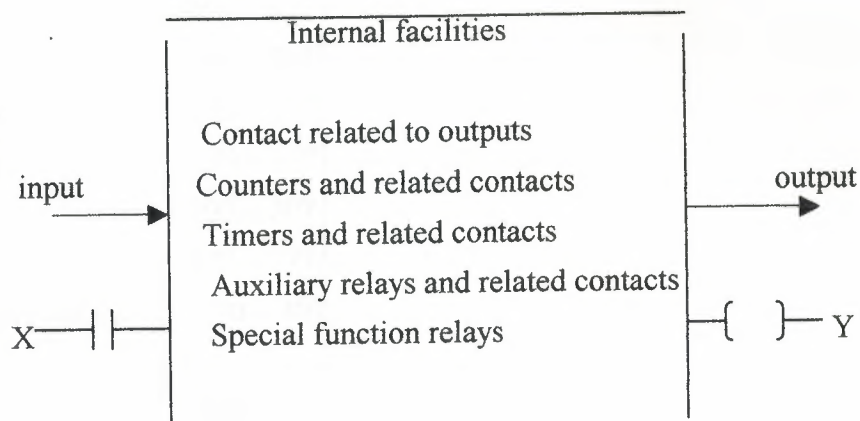 Internal facilities
Contact related to outputs
input
Counters and related contacts
output
Timers and related contacts
Auxiliary relays and related contacts
X
Special function relays
Y